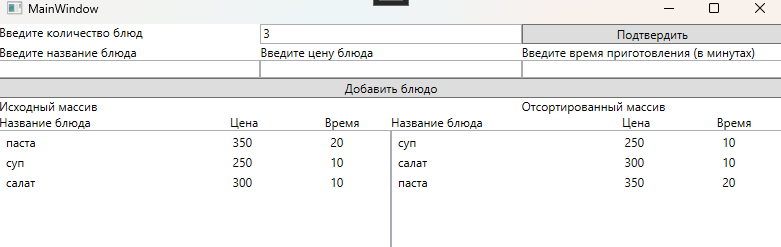 MainWindow
Введите количество блюд 3 Подтвердить
Введите название блюда Введите цену блюда Введите время приготовления (в минутах)
Добавить блюдо
Исходный массив Отсортированный массив
Название блюда Цена Время Название блюда Цена Время
паста 350 20 суп 250 10
суп 250 10 салат 300 10
салат 300 10 паста 350 20